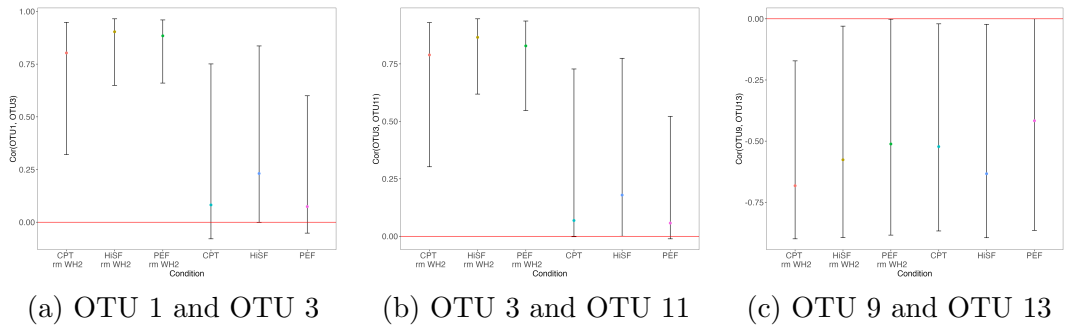 1.00
0.75
0.50
0.25
0.00
Cor(OTU1, OTU3)
CPT rm WH2
HiSF rm WH2
PEF rm WH2
CPT
HiSF
PEF
Condition
(a) OTU 1 and OTU 3
0.75
0.50
0.25
0.00
Cor(OTU3, OTU11)
CPT rm WH2
HiSF rm WH2
PEF rm WH2
CPT
HiSF
PEF
Condition
(b) OTU 3 and OTU 11
0.00
-0.25
-0.50
-0.75
Cor(OTU9, OTU13)
CPT rm WH2
HiSF rm WH2
PEF rm WH2
CPT
HiSF
PEF
Condition
(c) OTU 9 and OTU 13